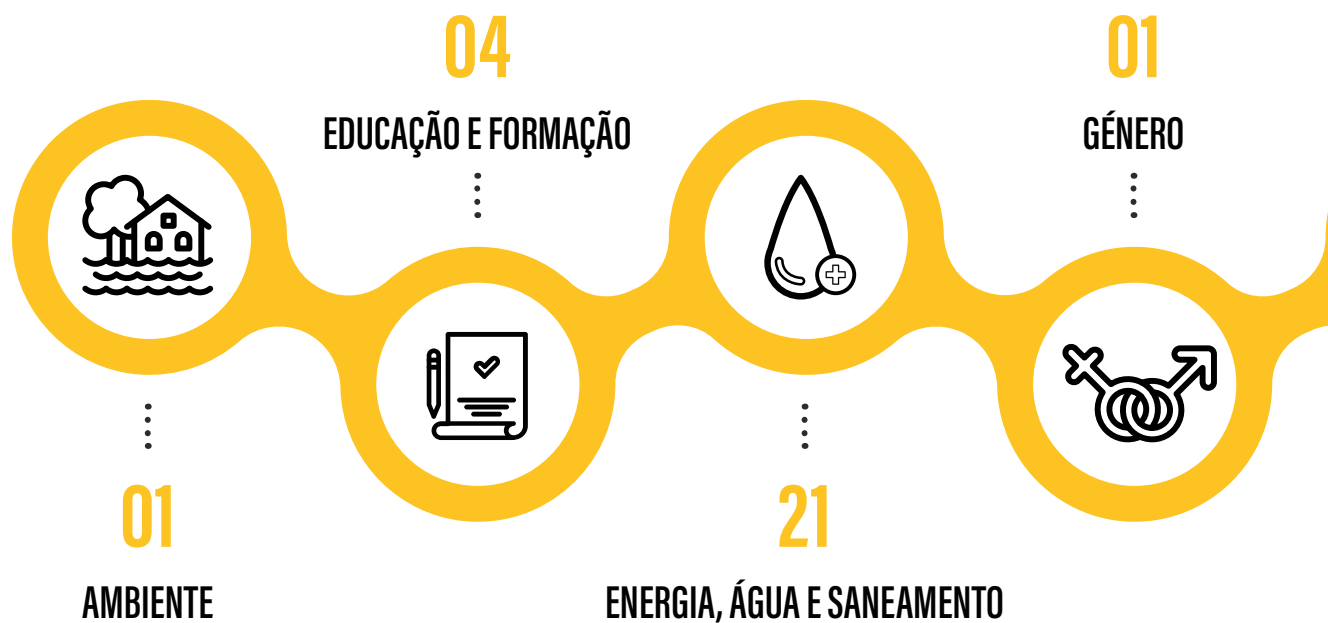 04
EDUCAÇÃO E FORMAÇÃO
01
GÉNERO
01
AMBIENTE
21
ENERGIA, ÁGUA E SANEAMENTO